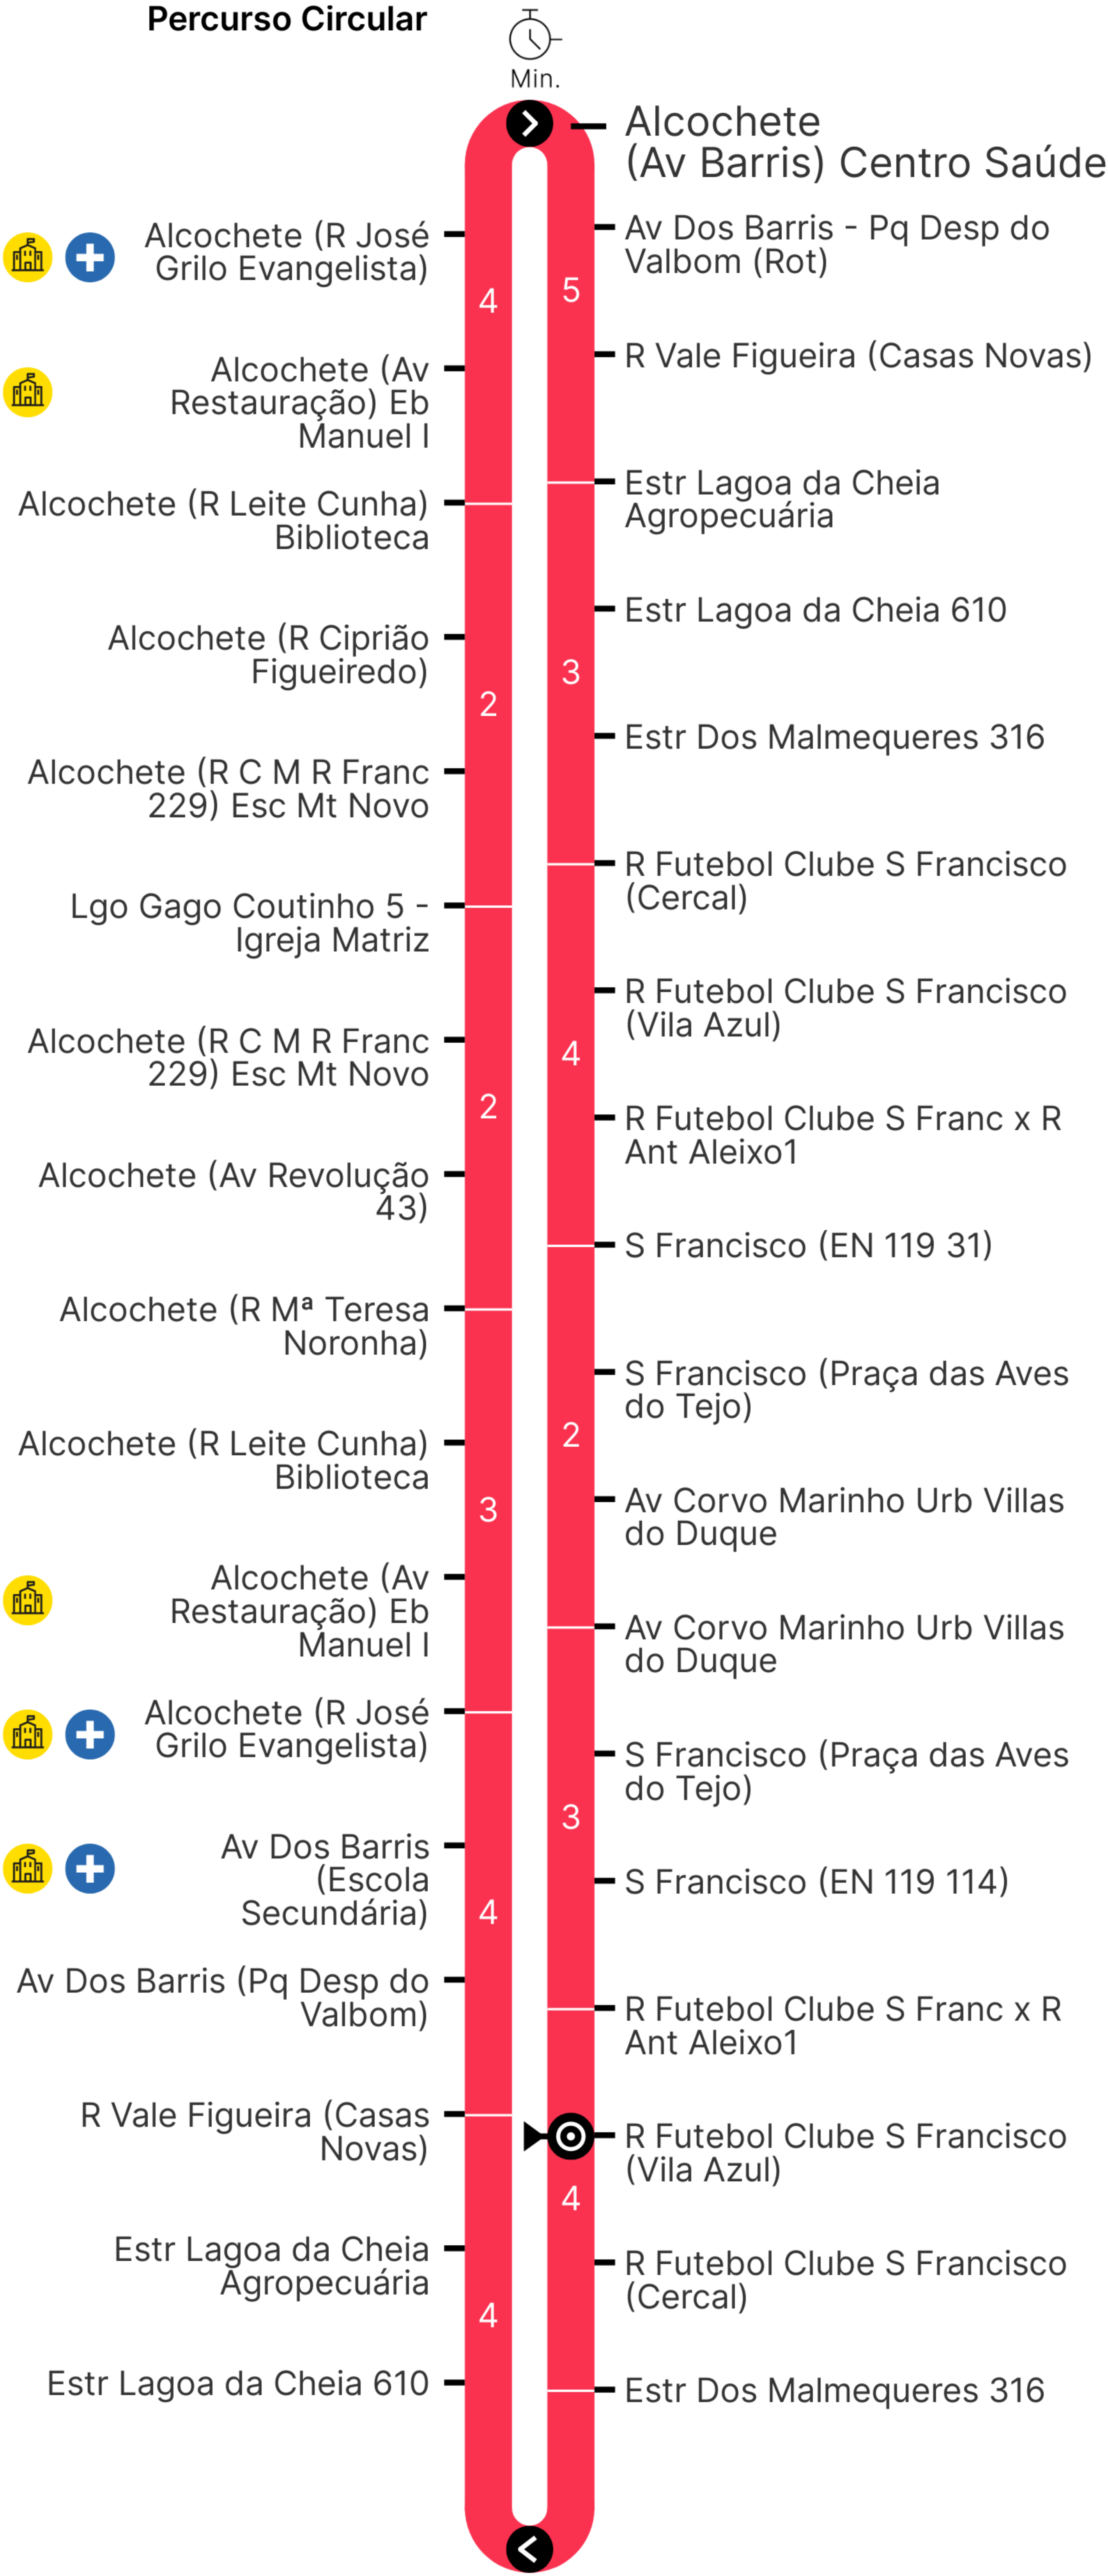 Percurso Circular
Min.
Alcochete
(Av Barris) Centro Saúde
Av Dos Barris - Pq Desp do
Valbom (Rot)
5
R Vale Figueira (Casas Novas)
Estr Lagoa da Cheia
Agropecuária
Estr Lagoa da Cheia 610
3
Estr Dos Malmequeres 316
R Futebol Clube S Francisco
(Cercal)
R Futebol Clube S Francisco
(Vila Azul)
4
R Futebol Clube S Franc x R
Ant Aleixo1
S Francisco (EN 119 31)
S Francisco (Praça das Aves
do Tejo)
2
Av Corvo Marinho Urb Villas
do Duque
Av Corvo Marinho Urb Villas
do Duque
S Francisco (Praça das Aves
do Tejo)
3
S Francisco (EN 119 114)
R Futebol Clube S Franc x R
Ant Aleixo1
R Futebol Clube S Francisco
(Vila Azul)
4
R Futebol Clube S Francisco
(Cercal)
Estr Dos Malmequeres 316
Alcochete (R José
Grilo Evangelista)
4
Alcochete (Av
Restauração) Eb
Manuel I
Alcochete (R Leite Cunha)
Biblioteca
Alcochete (R Ciprião
Figueiredo)
2
Alcochete (R C M R Franc
229) Esc Mt Novo
Lgo Gago Coutinho 5 -
Igreja Matriz
Alcochete (R C M R Franc
229) Esc Mt Novo
2
Alcochete (Av Revolução
43)
Alcochete (R Mª Teresa
Noronha)
Alcochete (R Leite Cunha)
Biblioteca
3
Alcochete (Av
Restauração) Eb
Manuel I
Alcochete (R José
Grilo Evangelista)
Av Dos Barris
(Escola
Secundária)
4
Av Dos Barris (Pq Desp do
Valbom)
R Vale Figueira (Casas
Novas)
Estr Lagoa da Cheia
Agropecuária
4
Estr Lagoa da Cheia 610